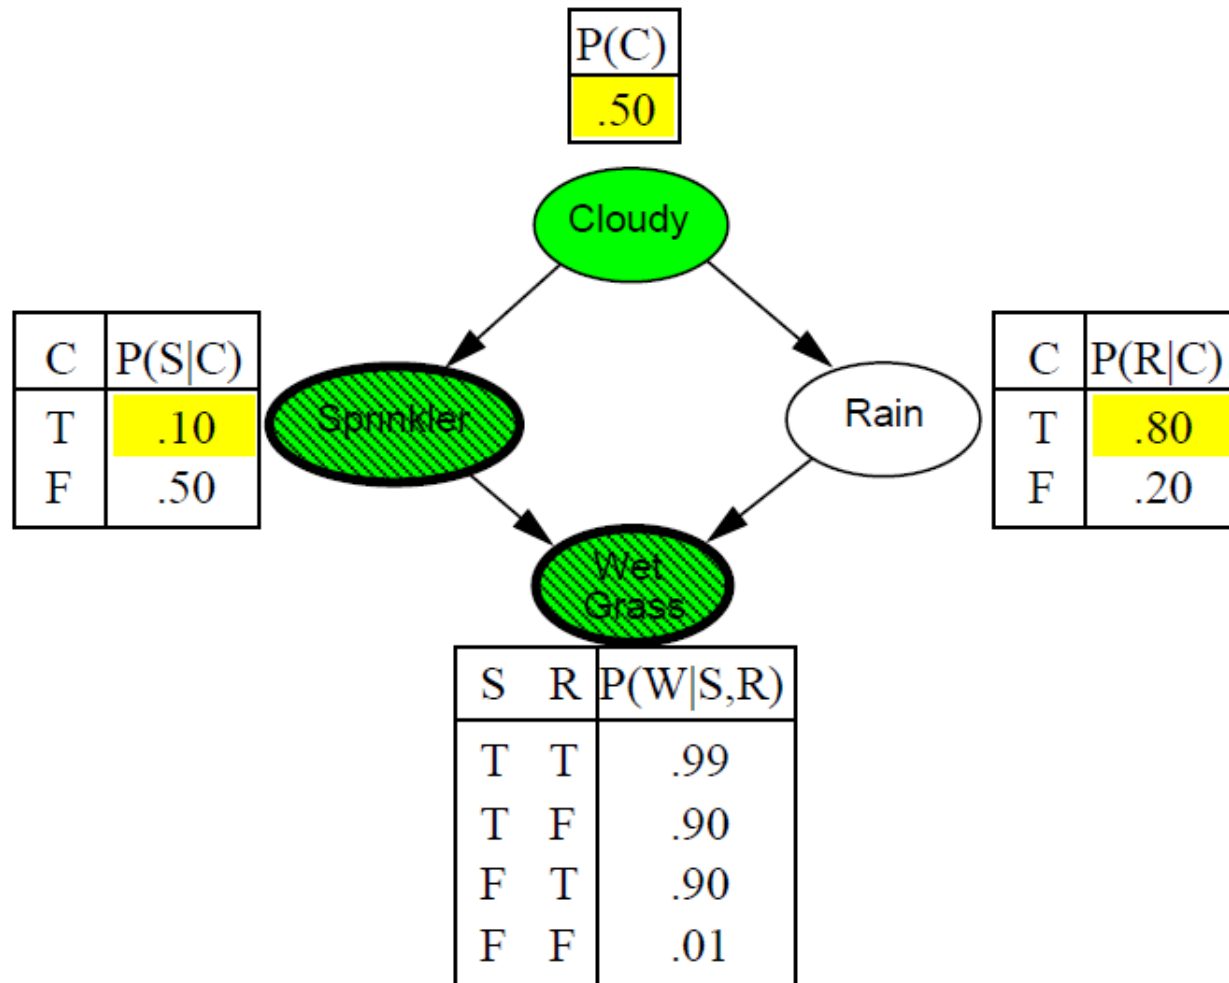 P(C)
.50
Cloudy
C P(S|C)
T .10
F .50
Sprinkler
Rain
C P(R|C)
T .80
F .20
Wet
Grass
S R P(W|S,R)
T T .99
T F .90
F T .90
F F .01